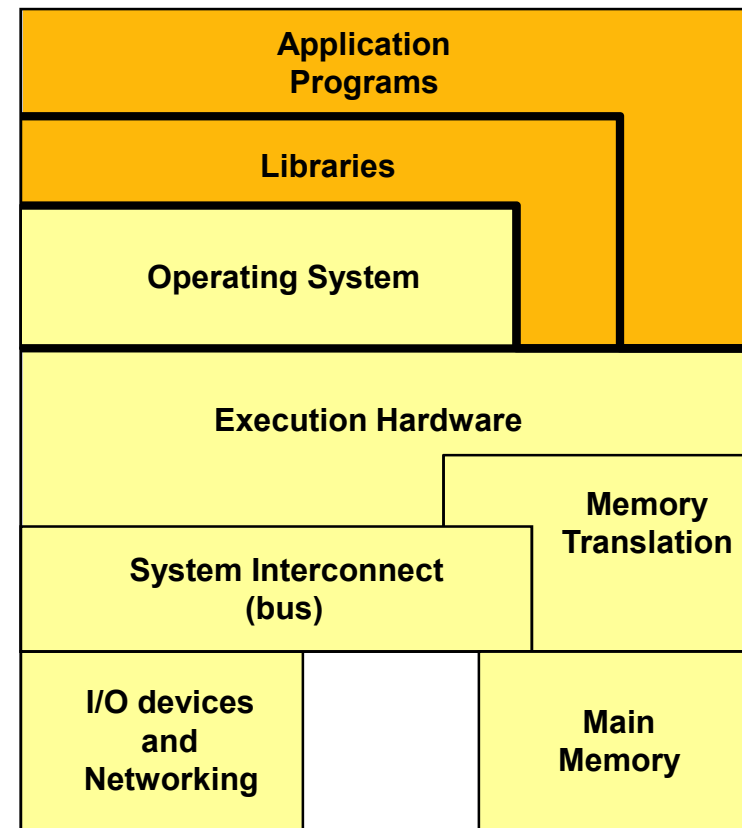 Application
Programs
Libraries
Operating System
Execution Hardware
Memory
Translation
System Interconnect
(bus)
I/O devices
and
Networking
Main
Memory